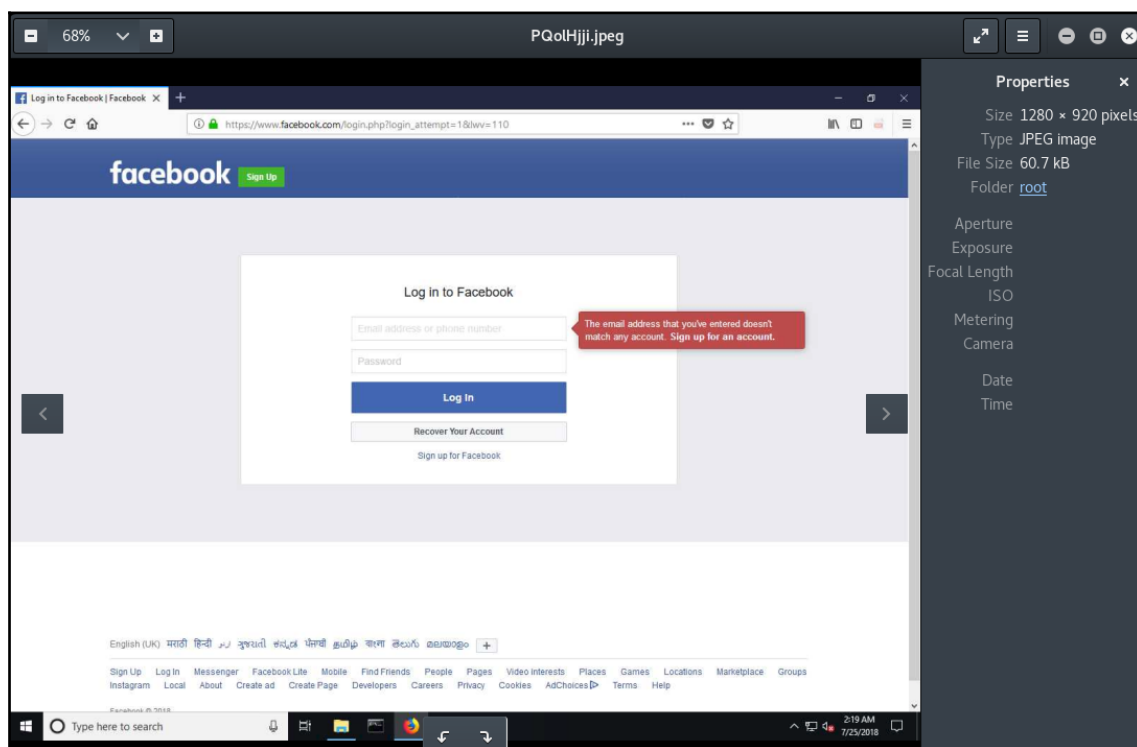 68%
PQolHjji.jpeg
Properties
Size 1280 × 920 pixels
Type JPEG image
File Size 60.7 kB
Folder root
Aperture
Exposure
Focal Length
ISO
Metering
Camera
Date
Time
Log in to Facebook | Facebook
https://www.facebook.com/login.php?login_attempt=1&lwv=110
facebook Sign Up
Log in to Facebook
Email address or phone number
The email address that you've entered doesn't
match any account. Sign up for an account.
Password
Log In
Recover Your Account
Sign up for Facebook
English (UK) मराठी हिन्दी اردو ગુજરાતી ಕನ್ನಡ ਪੰਜਾਬੀ தமிழ் বাংলা తెలుగు മലയാളം
Sign Up Log In Messenger Facebook Lite Mobile Find Friends People Pages Video interests Places Games Locations Marketplace Groups
Instagram Local About Create ad Create Page Developers Careers Privacy Cookies AdChoices Terms Help
Facebook © 2018
Type here to search
2:19 AM
7/25/2018